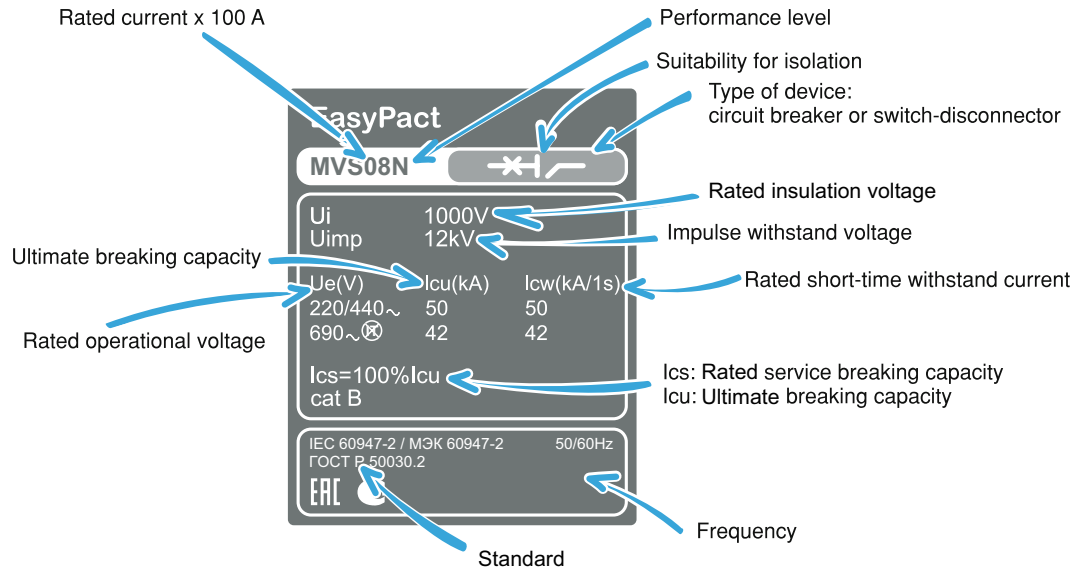 Rated current x 100 A
Performance level
Suitability for isolation
Type of device:
circuit breaker or switch-disconnector
EasyPact
MVS08N
Rated insulation voltage
Ui 1000V
Uimp 12kV
Impulse withstand voltage
Ultimate breaking capacity
Ue(V) Icu(kA) Icw(kA/1s)
Rated short-time withstand current
220/440~ 50 50
690~ 42 42
Rated operational voltage
Ics=100%Icu
cat B
Ics: Rated service breaking capacity
Icu: Ultimate breaking capacity
IEC 60947-2 / МЭК 60947-2 50/60Hz
ГОСТ Р 50030.2
EAC
Frequency
Standard